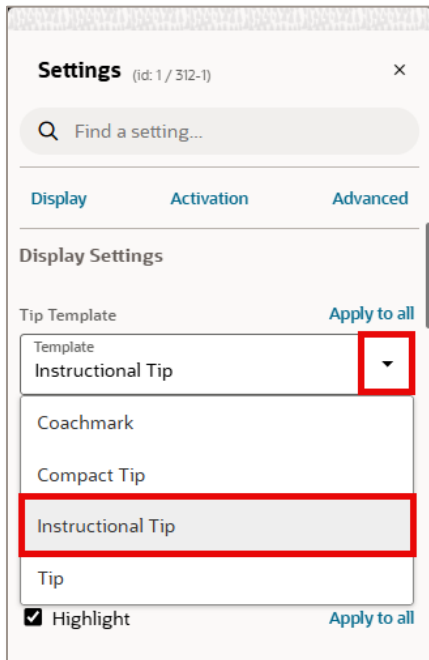 Settings (id: 1 / 312-1)
Find a setting...
Display Activation Advanced
Display Settings
Tip Template Apply to all
Template
Instructional Tip
Coachmark
Compact Tip
Instructional Tip
Tip
Highlight Apply to all